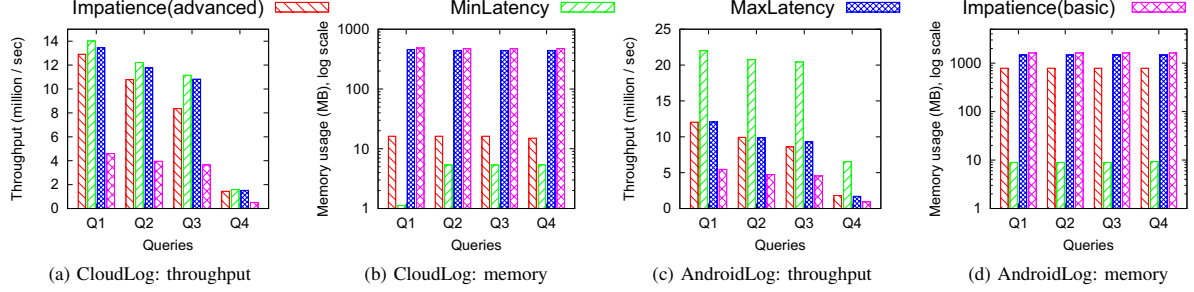 Impatience(advanced) MinLatency MaxLatency Impatience(basic)
Throughput (million / sec)
14
12
10
8
6
4
2
0
Q1 Q2 Q3 Q4
Queries
(a) CloudLog: throughput
Memory usage (MB), log scale
1000
100
10
1
Q1 Q2 Q3 Q4
Queries
(b) CloudLog: memory
Throughput (million / sec)
25
20
15
10
5
0
Q1 Q2 Q3 Q4
Queries
(c) AndroidLog: throughput
Memory usage (MB), log scale
1000
100
10
1
Q1 Q2 Q3 Q4
Queries
(d) AndroidLog: memory